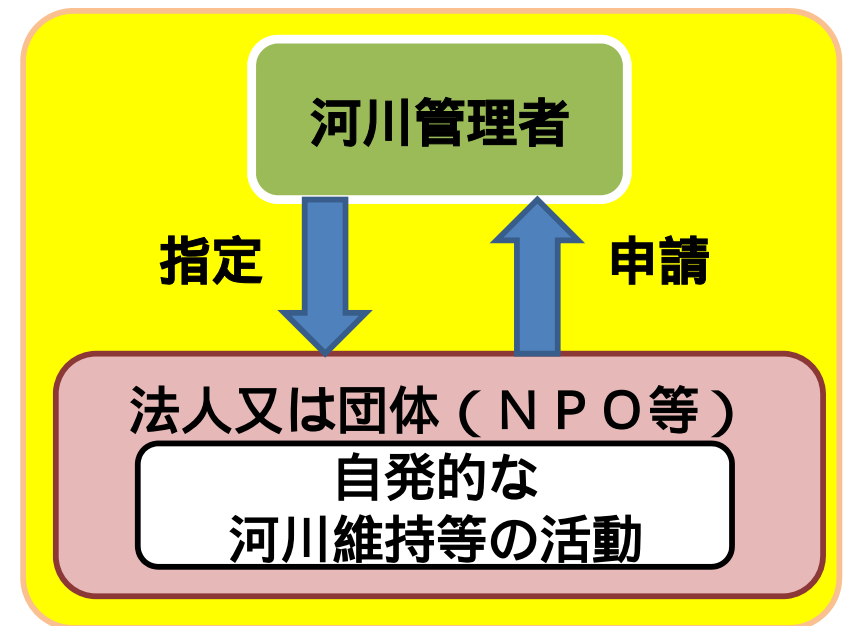 河川管理者
指定
申請
法人又は団体（ＮＰＯ等）
自発的な
河川維持等の活動